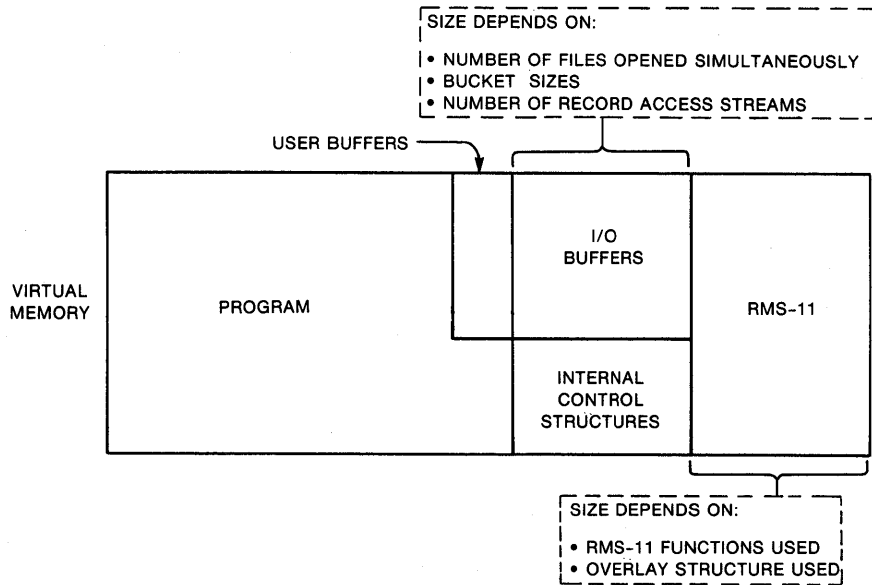 SIZE DEPENDS ON:
• NUMBER OF FILES OPENED SIMULTANEOUSLY
• BUCKET SIZES
• NUMBER OF RECORD ACCESS STREAMS
USER BUFFERS
I/O
BUFFERS
VIRTUAL
MEMORY
PROGRAM
RMS-11
INTERNAL
CONTROL
STRUCTURES
SIZE DEPENDS ON:
• RMS-11 FUNCTIONS USED
• OVERLAY STRUCTURE USED